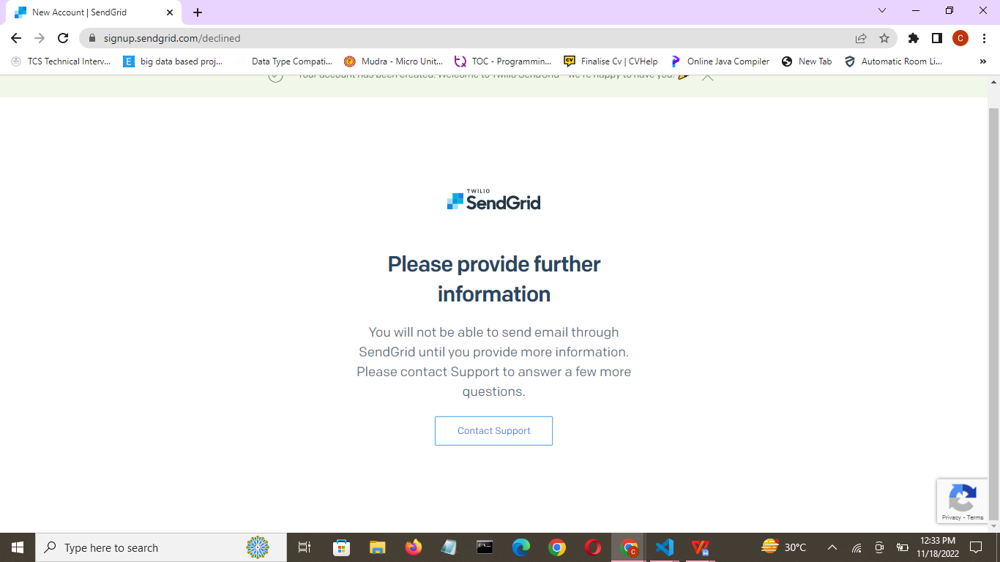 New Account | SendGrid
signup.sendgrid.com/declined
C
TCS Technical Interv...
E
big data based proj...
Data Type Compati...
Mudra - Micro Unit...
TOC - Programmin...
CV
Finalise Cv | CVHelp
Online Java Compiler
New Tab
Automatic Room Li...
»
Your account has been created. Welcome to Twilio SendGrid - we're happy to have you!
TWILIO
SendGrid
Please provide further
information
You will not be able to send email through
SendGrid until you provide more information.
Please contact Support to answer a few more
questions.
Contact Support
Privacy - Terms
Type here to search
C
30°C
12:33 PM
11/18/2022